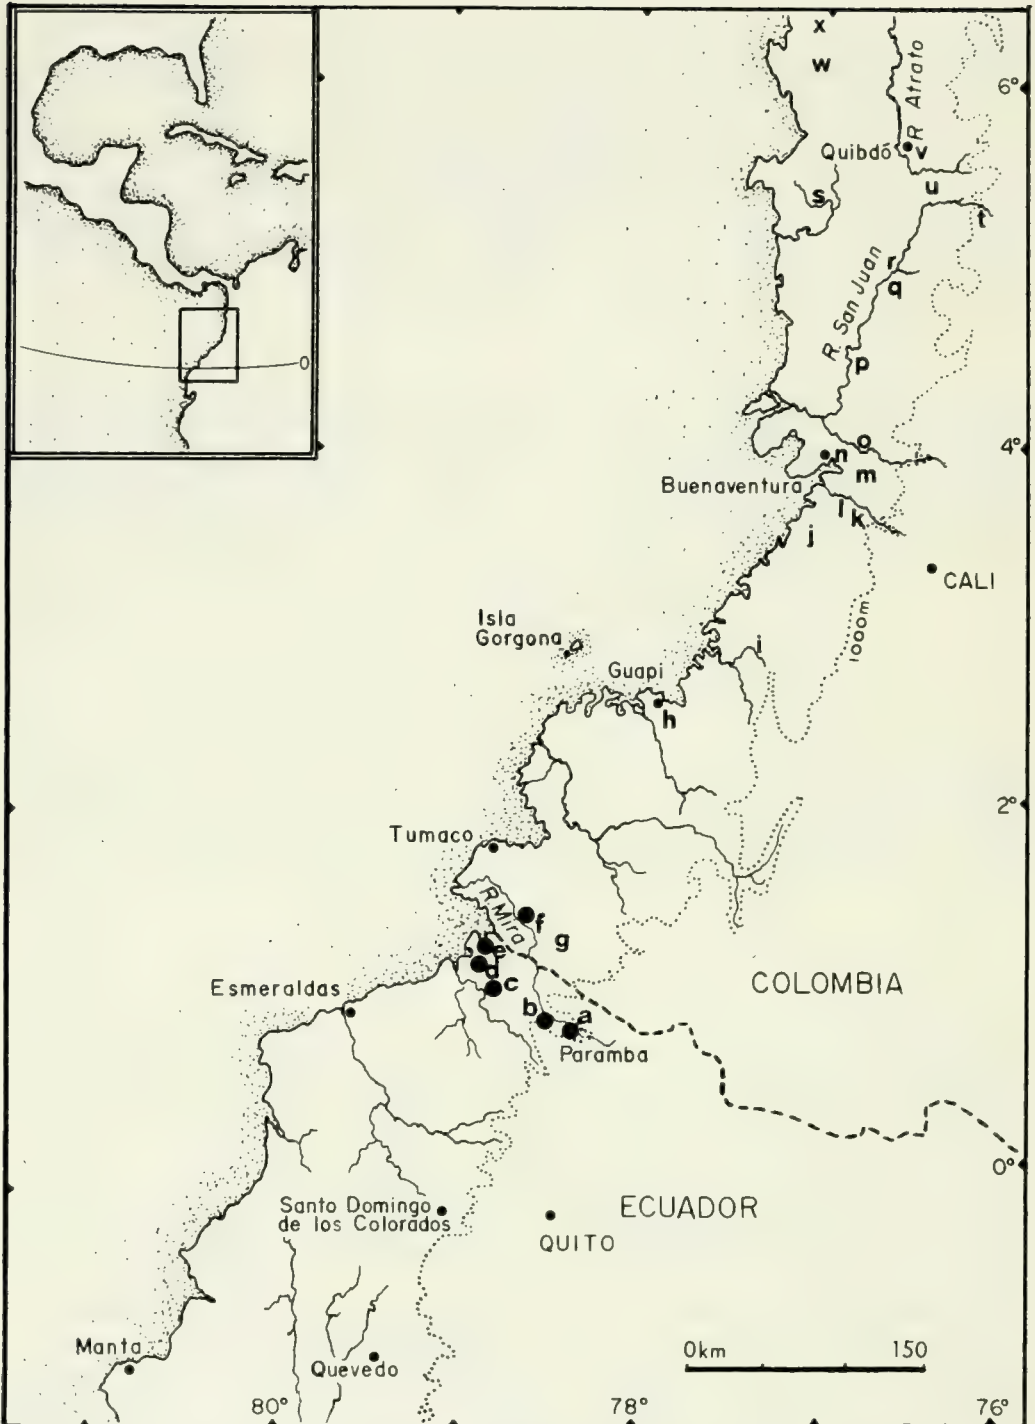 x
w
R Atrato
6°
Quibdó
v
u
s
t
r
q
R. San Juan
p
0
o
n
4°
m
Buenaventura
l
k
j
CALI
1000m
Isla
Gorgona
i
Guapi
h
2°
Tumaco
R Mira
f
g
e
d
c
COLOMBIA
Esmeraldas
b
a
Paramba
0°
Santo Domingo
de los Colorados
ECUADOR
QUITO
Manta
Quevedo
0km 150
80° 78° 76°